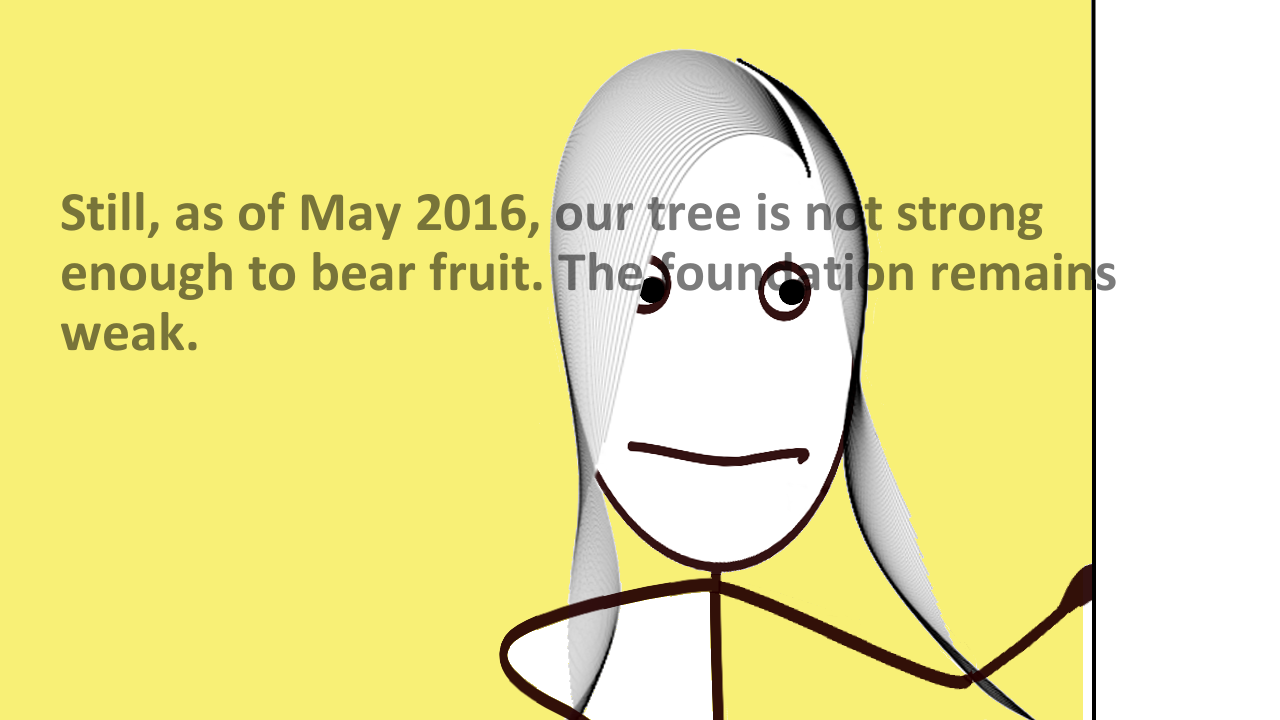 Still, as of May 2016, our tree is not strong
enough to bear fruit. The foundation remains
weak.